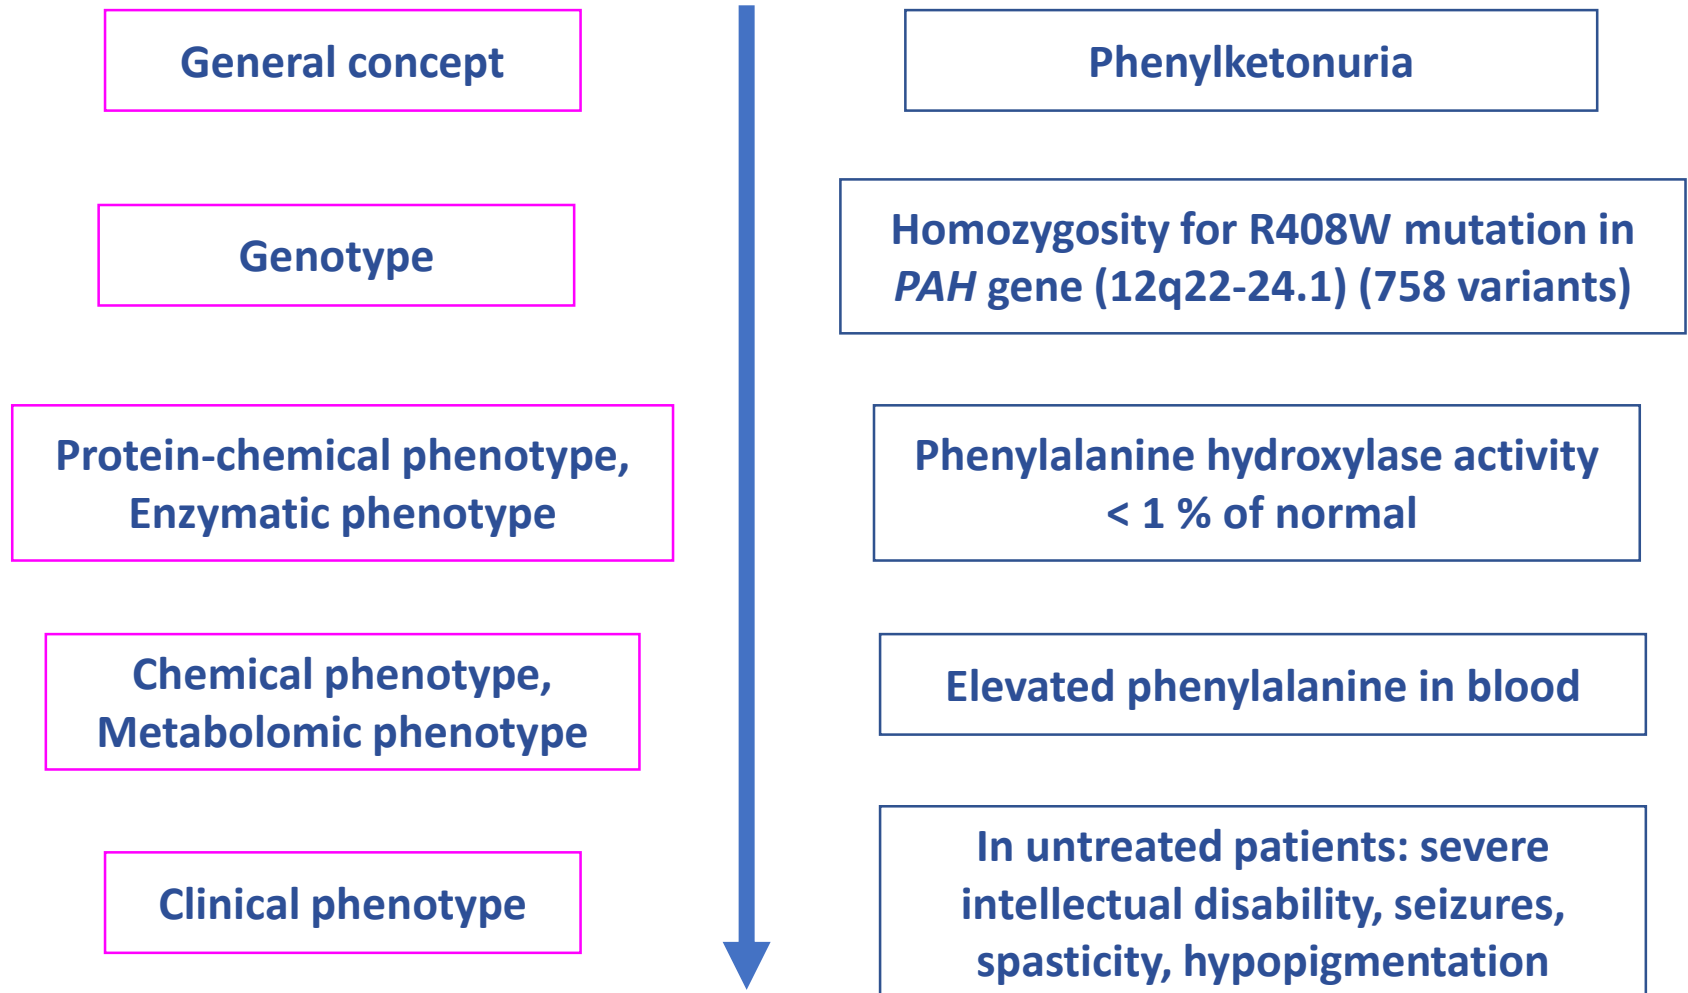 General concept
Phenylketonuria
Genotype
Homozygosity for R408W mutation in
PAH gene (12q22-24.1) (758 variants)
Protein-chemical phenotype,
Enzymatic phenotype
Phenylalanine hydroxylase activity
< 1 % of normal
Chemical phenotype,
Metabolomic phenotype
Elevated phenylalanine in blood
Clinical phenotype
In untreated patients: severe
intellectual disability, seizures,
spasticity, hypopigmentation